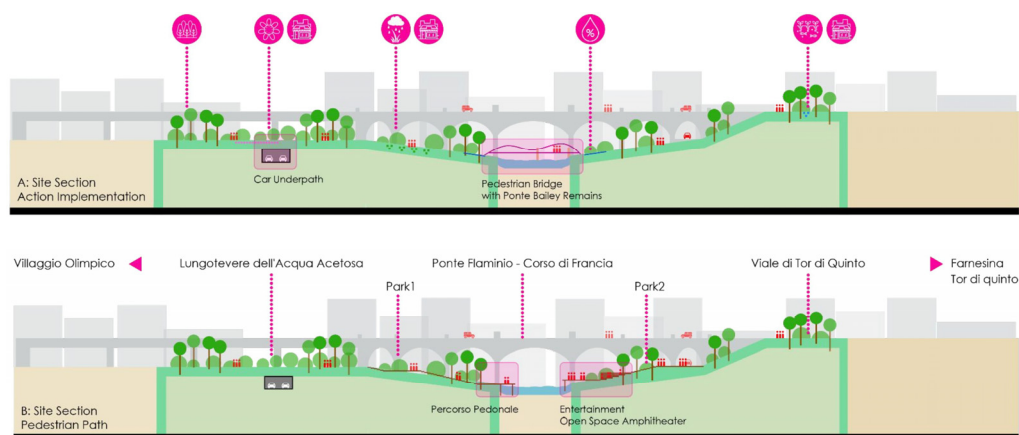 %
Car Underpath
Pedestrian Bridge
with Ponte Bailey Remains
A: Site Section
Action Implementation
Villaggio Olimpico
Lungotevere dell'Acqua Acetosa
Ponte Flaminio - Corso di Francia
Viale di Tor di Quinto
Farnesina
Tor di quinto
Park1
Park2
Percorso Pedonale
Entertainment
Open Space Amphitheater
B: Site Section
Pedestrian Path